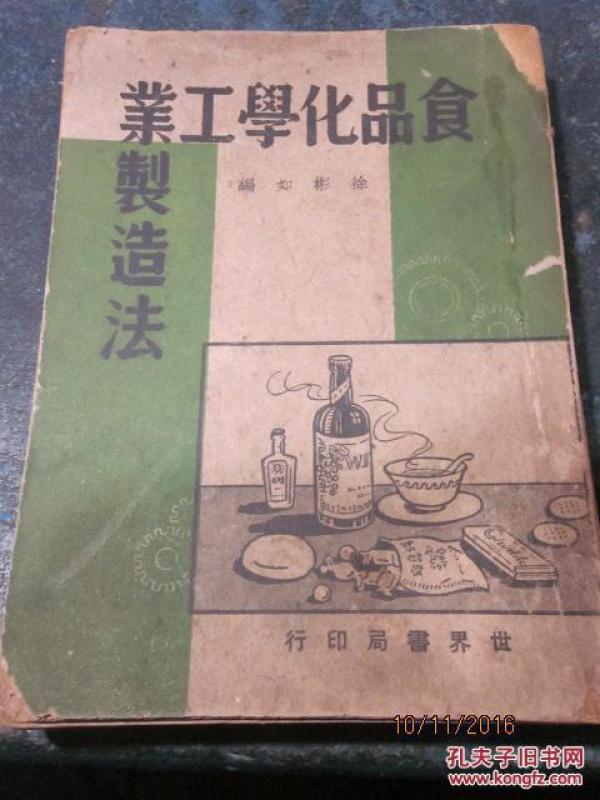 食品化學工業
製造法
徐彬如編
世界書局印行
10/11/2016
孔夫子旧书网
www.kongfz.com